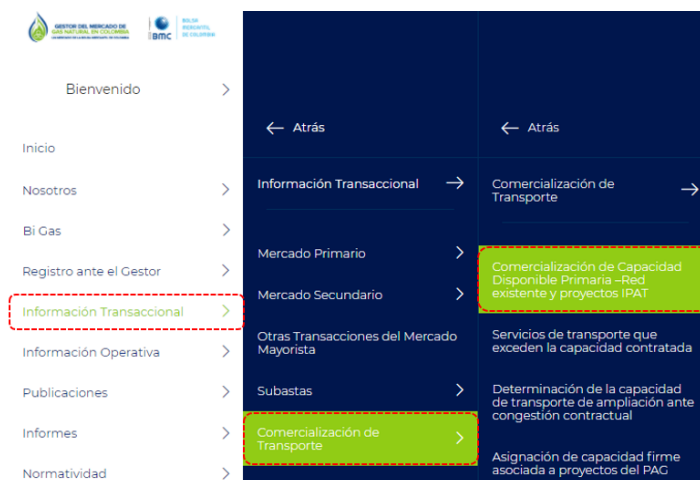 GESTOR DEL MERCADO DE
GAS NATURAL EN COLOMBIA
BMC
BOLSA
MERCANTIL
DE COLOMBIA
Bienvenido
Inicio
Nosotros
Bi Gas
Registro ante el Gestor
Información Transaccional
Información Operativa
Publicaciones
Informes
Normatividad
Atrás
Información Transaccional
Mercado Primario
Mercado Secundario
Otras Transacciones del Mercado
Mayorista
Subastas
Comercialización de
Transporte
Atrás
Comercialización de
Transporte
Comercialización de Capacidad
Disponible Primaria –Red
existente y proyectos IPAT
Servicios de transporte que
exceden la capacidad contratada
Determinación de la capacidad
de transporte de ampliación ante
congestión contractual
Asignación de capacidad firme
asociada a proyectos del PAG